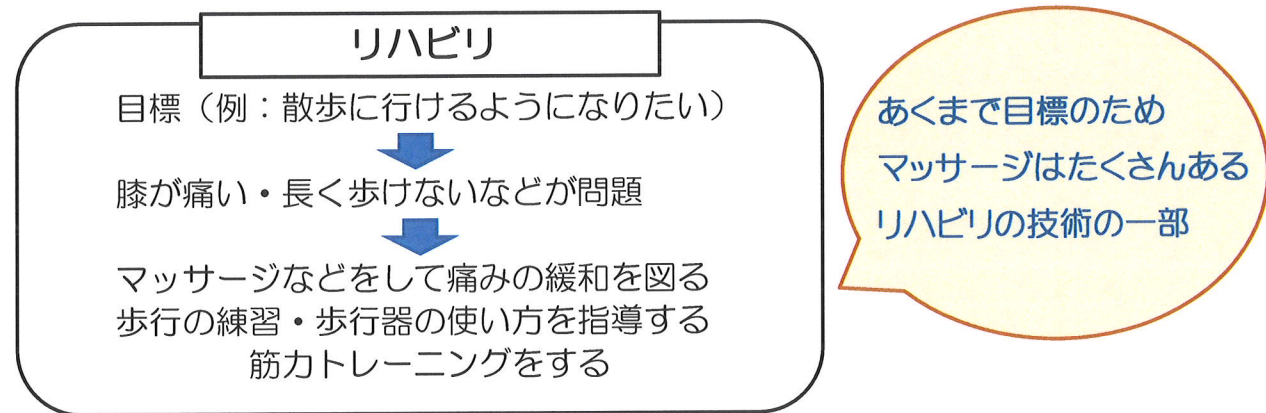 リハビリ
目標（例：散歩に行けるようになりたい）
膝が痛い・長く歩けないなどが問題
マッサージなどをして痛みの緩和を図る
歩行の練習・歩行器の使い方を指導する
筋力トレーニングをする
あくまで目標のため
マッサージはたくさんある
リハビリの技術の一部